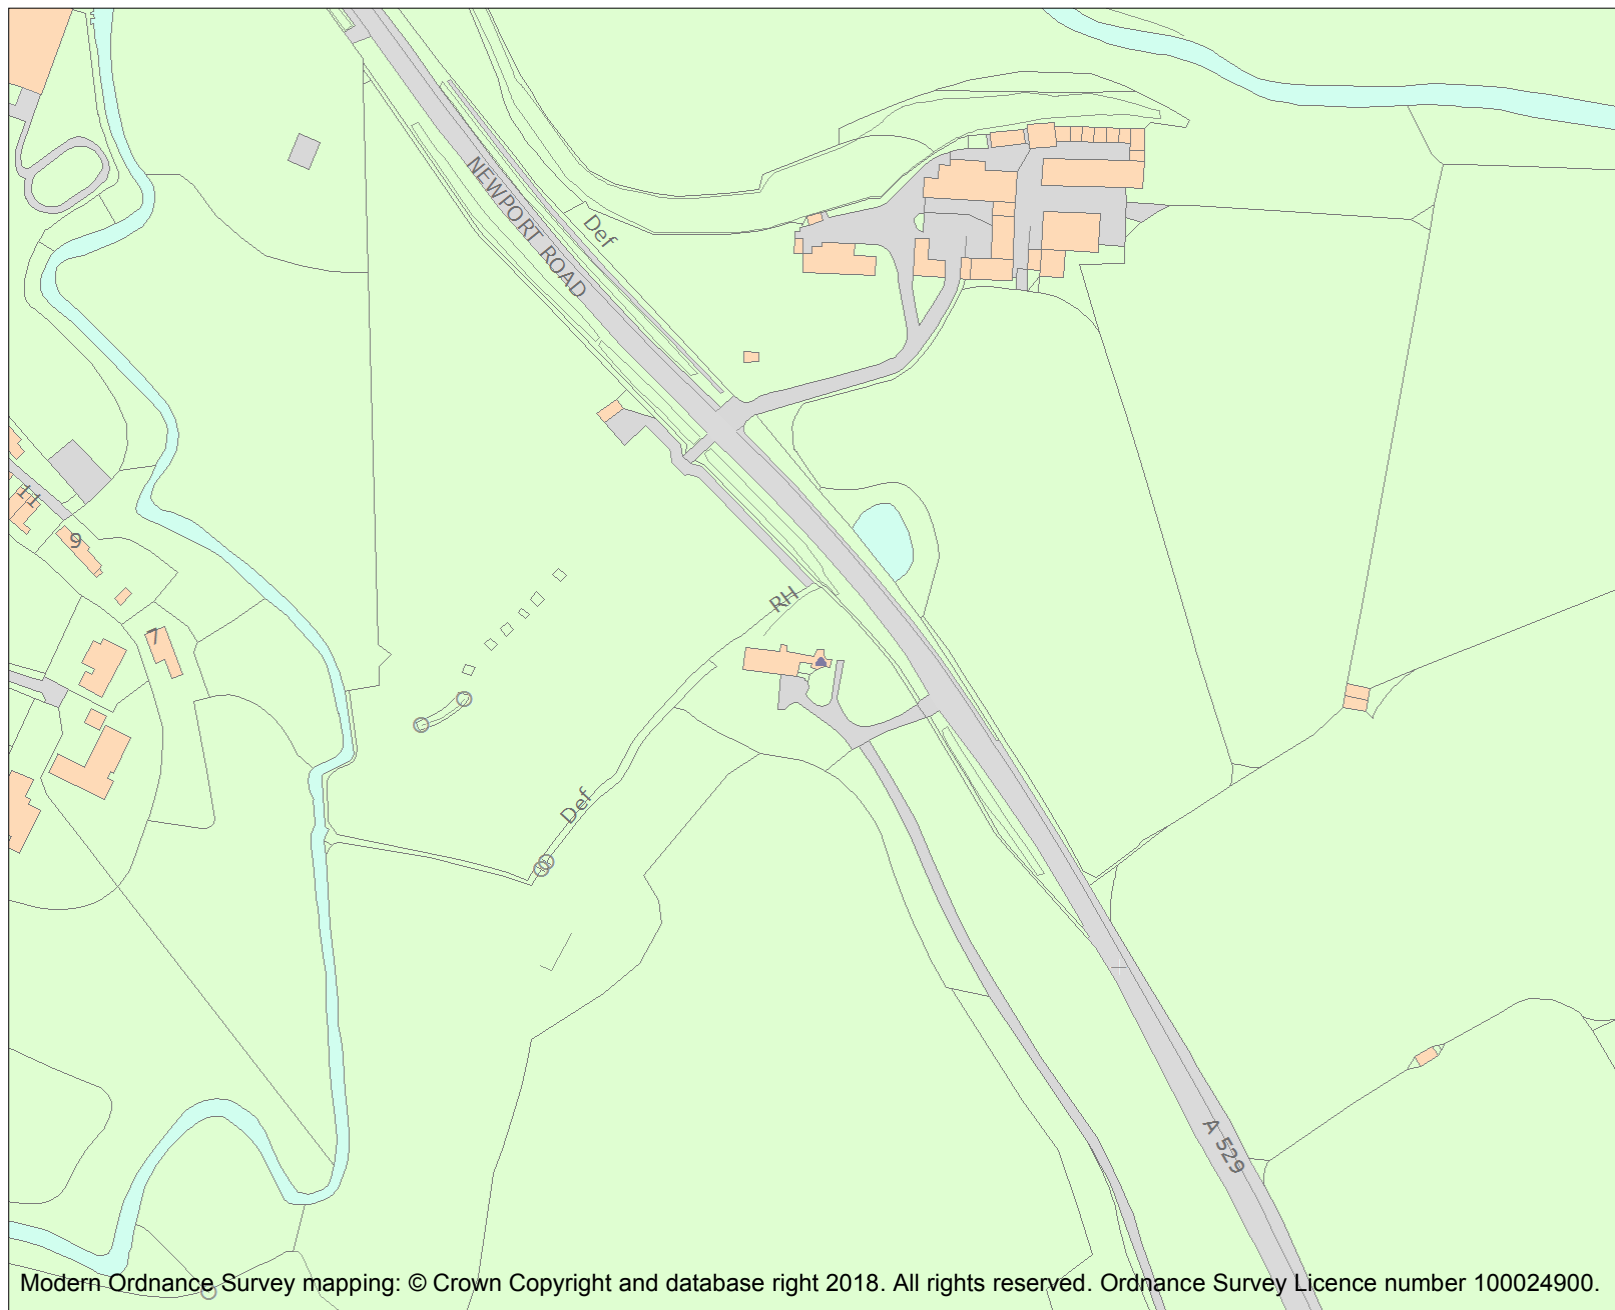 NEWPORT ROAD
Def
11
9
RH
7
Def
A 529
Modern Ordnance Survey mapping: © Crown Copyright and database right 2018. All rights reserved. Ordnance Survey Licence number 100024900.